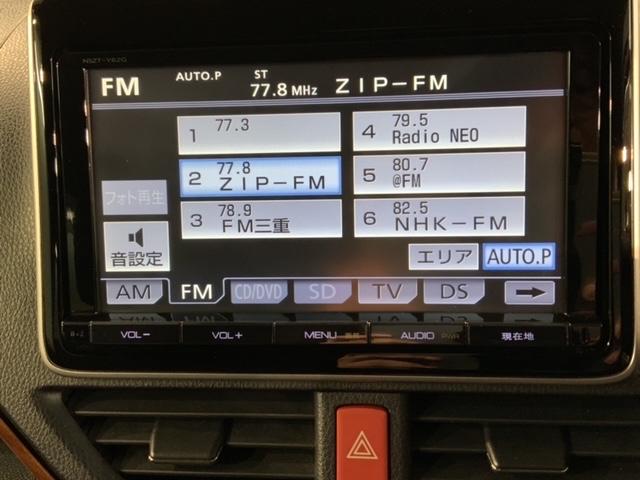 NSZT-Y62G
FM AUTO.P ST 77.8 MHz ZIP-FM
1 77.3
2 77.8 ZIP-FM
3 78.9 FM三重
4 79.5 Radio NEO
5 80.7 @FM
6 82.5 NHK-FM
フォト再生
音設定
エリア AUTO.P
AM FM CD/DVD SD TV DS
VOL- VOL+ MENU 画面 AUDIO PWR 現在地